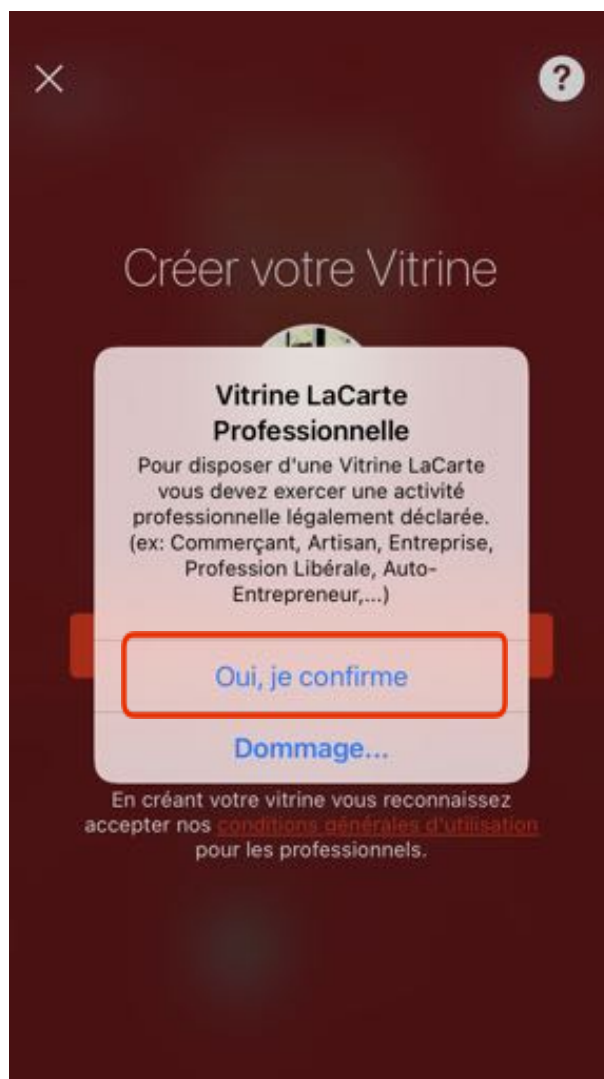 ?
Créer votre Vitrine
Vitrine LaCarte
Professionnelle
Pour disposer d'une Vitrine LaCarte
vous devez exercer une activité
professionnelle légalement déclarée.
(ex: Commerçant, Artisan, Entreprise,
Profession Libérale, Auto-
Entrepreneur,...)
Oui, je confirme
Dommage...
En créant votre vitrine vous reconnaissez
accepter nos conditions générales d'utilisation
pour les professionnels.